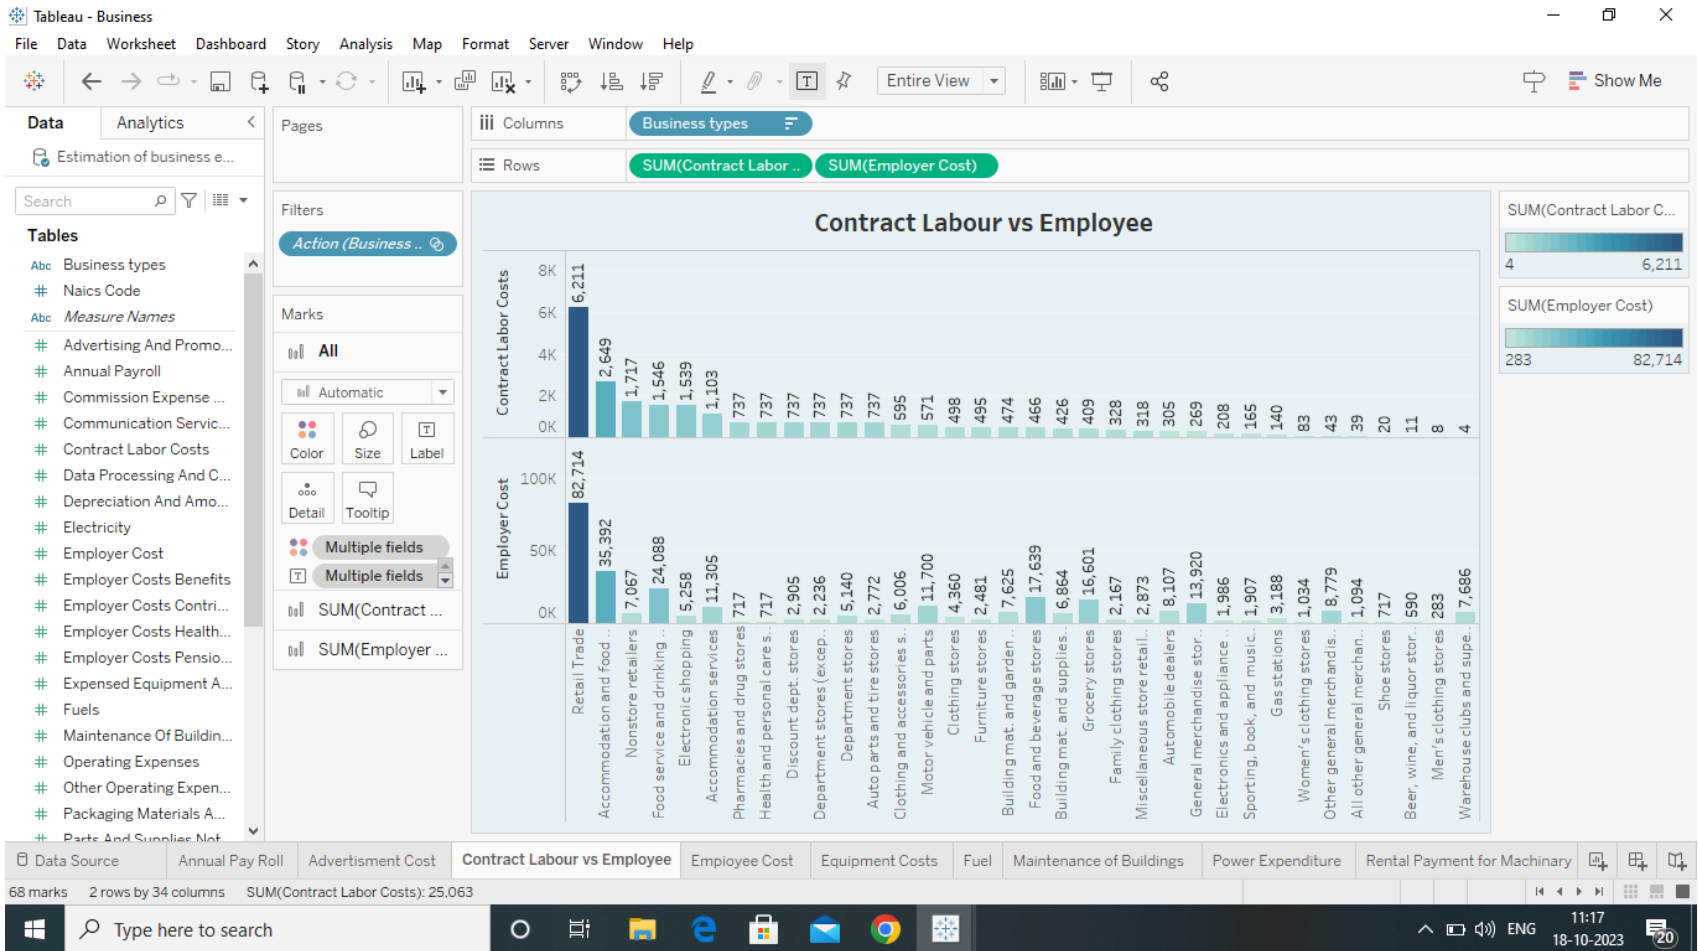 Tableau - Business
File Data Worksheet Dashboard Story Analysis Map Format Server Window Help
Entire View
Show Me
Data Analytics
Estimation of business e...
Search
Tables
Abc Business types
# Naics Code
Abc Measure Names
# Advertising And Promo...
# Annual Payroll
# Commission Expense ...
# Communication Servic...
# Contract Labor Costs
# Data Processing And C...
# Depreciation And Amo...
# Electricity
# Employer Cost
# Employer Costs Benefits
# Employer Costs Contri...
# Employer Costs Health...
# Employer Costs Pensio...
# Expensed Equipment A...
# Fuels
# Maintenance Of Buildin...
# Operating Expenses
# Other Operating Expen...
# Packaging Materials A...
# Parts And Supplies Not
Pages
Filters
Action (Business ..
Marks
All
Automatic
Color Size Label
Detail Tooltip
Multiple fields
Multiple fields
SUM(Contract ...
SUM(Employer ...
Columns
Business types
Rows
SUM(Contract Labor ..
SUM(Employer Cost)
Contract Labour vs Employee
Contract Labor Costs
8K
6K
4K
2K
0K
6,211
2,649
1,717
1,546
1,539
1,103
737
737
737
737
737
737
595
571
498
495
474
466
426
409
328
318
305
269
208
165
140
83
43
39
20
11
8
4
Employer Cost
100K
50K
0K
82,714
35,392
7,067
24,088
5,258
11,305
717
717
2,905
2,236
5,140
2,772
6,006
11,700
4,360
2,481
7,625
17,639
6,864
16,601
2,167
2,873
8,107
13,920
1,986
1,907
3,188
1,034
8,779
1,094
717
590
283
7,686
Retail Trade
Accommodation and food ..
Nonstore retailers
Food service and drinking ..
Electronic shopping
Accommodation services
Pharmacies and drug stores
Health and personal care s..
Discount dept. stores
Department stores (excep..
Department stores
Auto parts and tire stores
Clothing and accessories s..
Motor vehicle and parts
Clothing stores
Furniture stores
Building mat. and garden ..
Food and beverage stores
Building mat. and supplies..
Grocery stores
Family clothing stores
Miscellaneous store retail..
Automobile dealers
General merchandise stor..
Electronics and appliance ..
Sporting, book, and music..
Gas stations
Women's clothing stores
Other general merchandis..
All other general merchan..
Shoe stores
Beer, wine, and liquor stor..
Men's clothing stores
Warehouse clubs and supe..
SUM(Contract Labor C...
4 6,211
SUM(Employer Cost)
283 82,714
Data Source Annual Pay Roll Advertisment Cost Contract Labour vs Employee Empioyee Cost Equipment Costs Fuel Maintenance of Buildings Power Expenditure Rental Payment for Machinary
68 marks 2 rows by 34 columns SUM(Contract Labor Costs): 25,063
Type here to search
ENG
11:17
18-10-2023
20